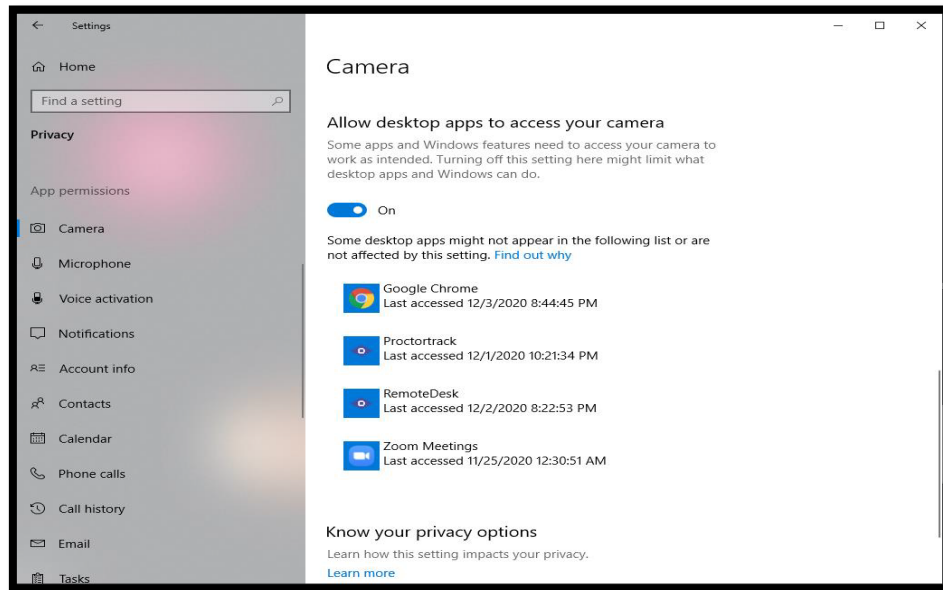 Settings
Home
Find a setting
Privacy
App permissions
Camera
Microphone
Voice activation
Notifications
Account info
Contacts
Calendar
Phone calls
Call history
Email
Tasks
Camera
Allow desktop apps to access your camera
Some apps and Windows features need to access your camera to
work as intended. Turning off this setting here might limit what
desktop apps and Windows can do.
On
Some desktop apps might not appear in the following list or are
not affected by this setting. Find out why
Google Chrome
Last accessed 12/3/2020 8:44:45 PM
Proctortrack
Last accessed 12/1/2020 10:21:34 PM
RemoteDesk
Last accessed 12/2/2020 8:22:53 PM
Zoom Meetings
Last accessed 11/25/2020 12:30:51 AM
Know your privacy options
Learn how this setting impacts your privacy.
Learn more